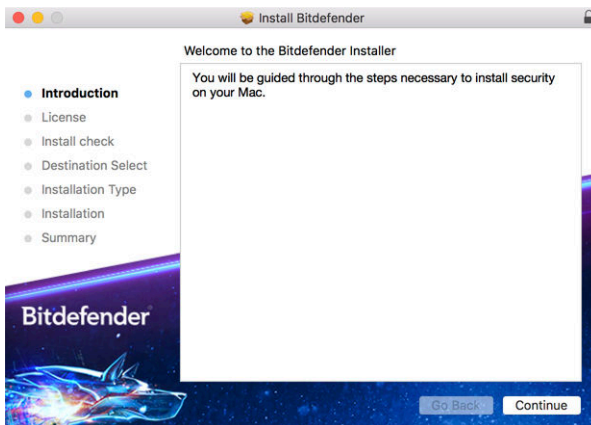 Install Bitdefender
Welcome to the Bitdefender Installer
You will be guided through the steps necessary to install security
on your Mac.
Introduction
License
Install check
Destination Select
Installation Type
Installation
Summary
Bitdefender
Go Back
Continue